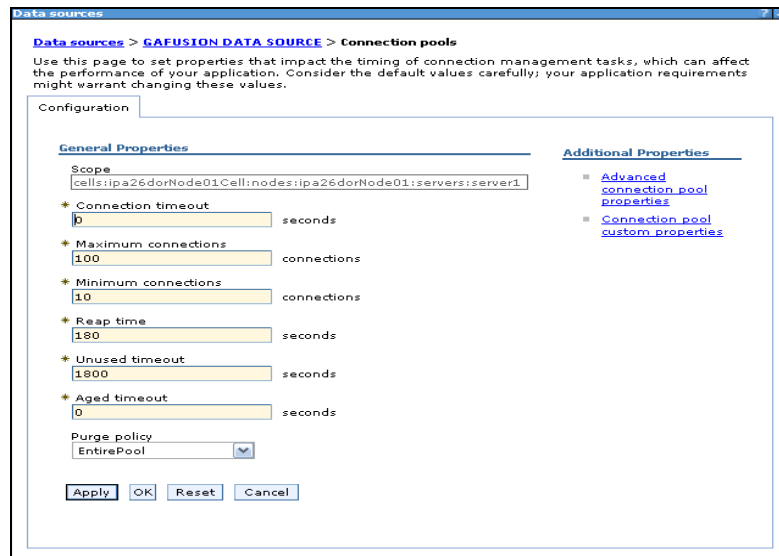 Data sources
Data sources > GAFUSION DATA SOURCE > Connection pools
Use this page to set properties that impact the timing of connection management tasks, which can affect
the performance of your application. Consider the default values carefully; your application requirements
might warrant changing these values.
Configuration
General Properties
Scope
cells:ipa26dorNode01Cell:nodes:ipa26dorNode01:servers:server1
* Connection timeout
0 seconds
* Maximum connections
100 connections
* Minimum connections
10 connections
* Reap time
180 seconds
* Unused timeout
1800 seconds
* Aged timeout
0 seconds
Purge policy
EntirePool
Apply OK Reset Cancel
Additional Properties
Advanced
connection pool
properties
Connection pool
custom properties